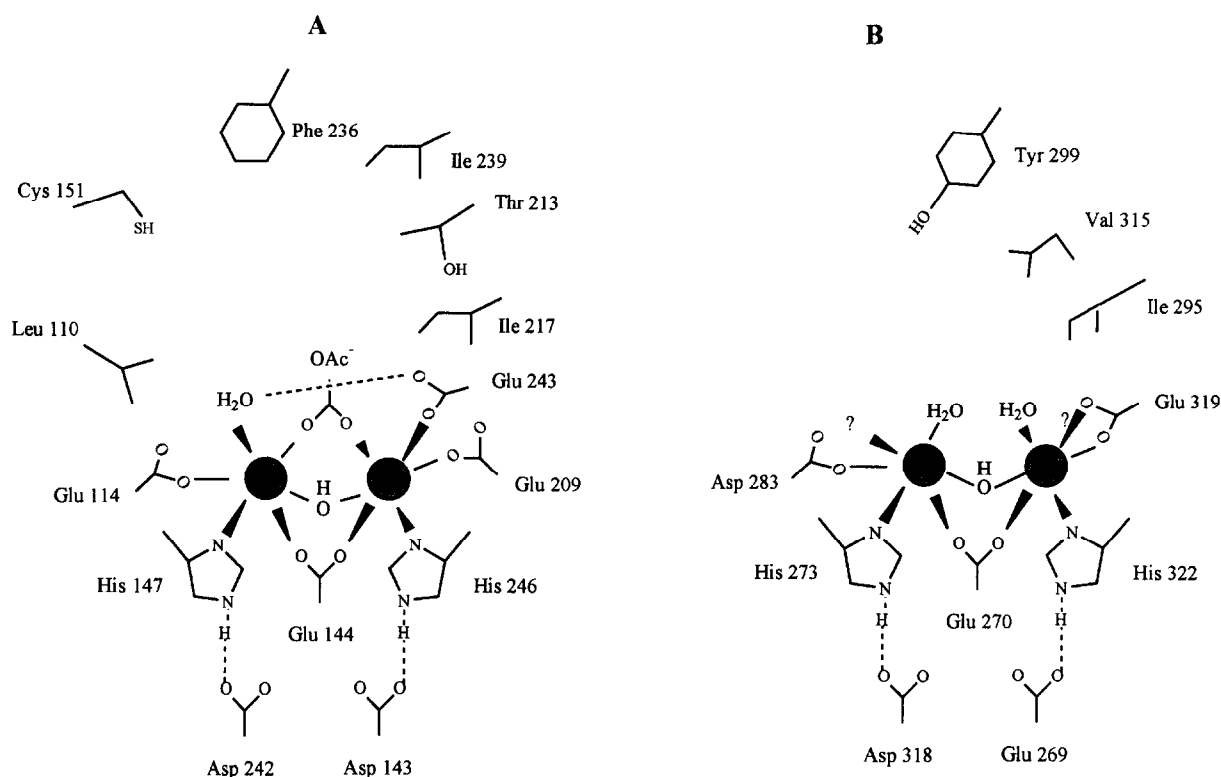 A
B
Phe 236
Ile 239
Tyr 299
Cys 151
SH
Thr 213
OH
HO
Val 315
Ile 217
Ile 295
Leu 110
OAc⁻
Glu 243
H₂O
O
O
O
O
H₂O
H₂O
O
O
Glu 319
?
?
O
O
Glu 114
O
O
Glu 209
O
O
Asp 283
H
O
H
O
N
O
O
N
N
O
O
N
His 147
His 246
His 273
His 322
N
N
N
N
H
Glu 144
H
H
Glu 270
H
O
O
O
O
O
O
O
O
Asp 242
Asp 143
Asp 318
Glu 269